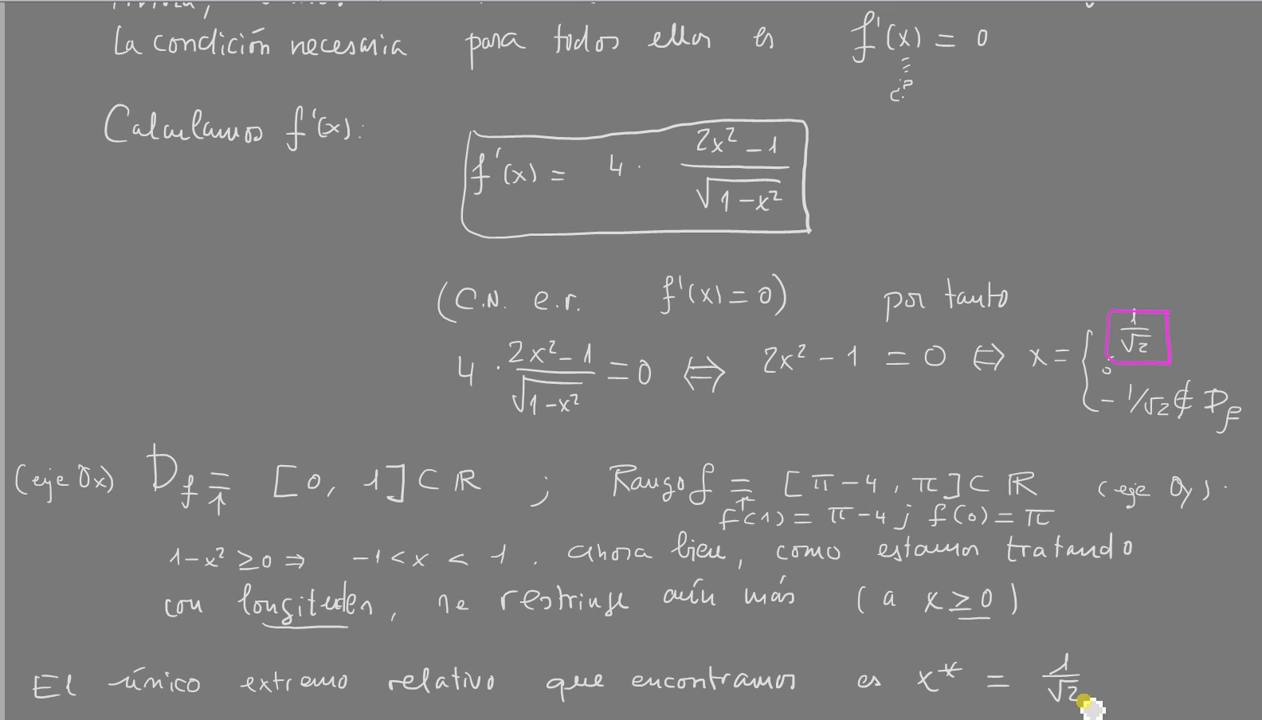 La condición necesaria para todos ellos es f'(x) = 0
¿?
Calculamos f'(x):
f'(x) = 4 · (2x² - 1)/√(1-x²)
(C.N. e.r. f'(x) = 0) por tanto
4 · (2x² - 1)/√(1-x²) = 0 ⟺ 2x² - 1 = 0 ⟺ x = { 1/√2
- 1/√2 ∉ D_f
(eje Ox) D_f = [0, 1] ⊂ ℝ ; Rango f = [π-4, π] ⊂ ℝ (eje Oy).
f(1) = π-4 ; f(0) = π
1-x² ≥ 0 ⇒ -1 < x < 1. ahora bien, como estamos tratando
con longitudes, se restringe aún más (a x ≥ 0)
El único extremo relativo que encontramos es x* = 1/√2